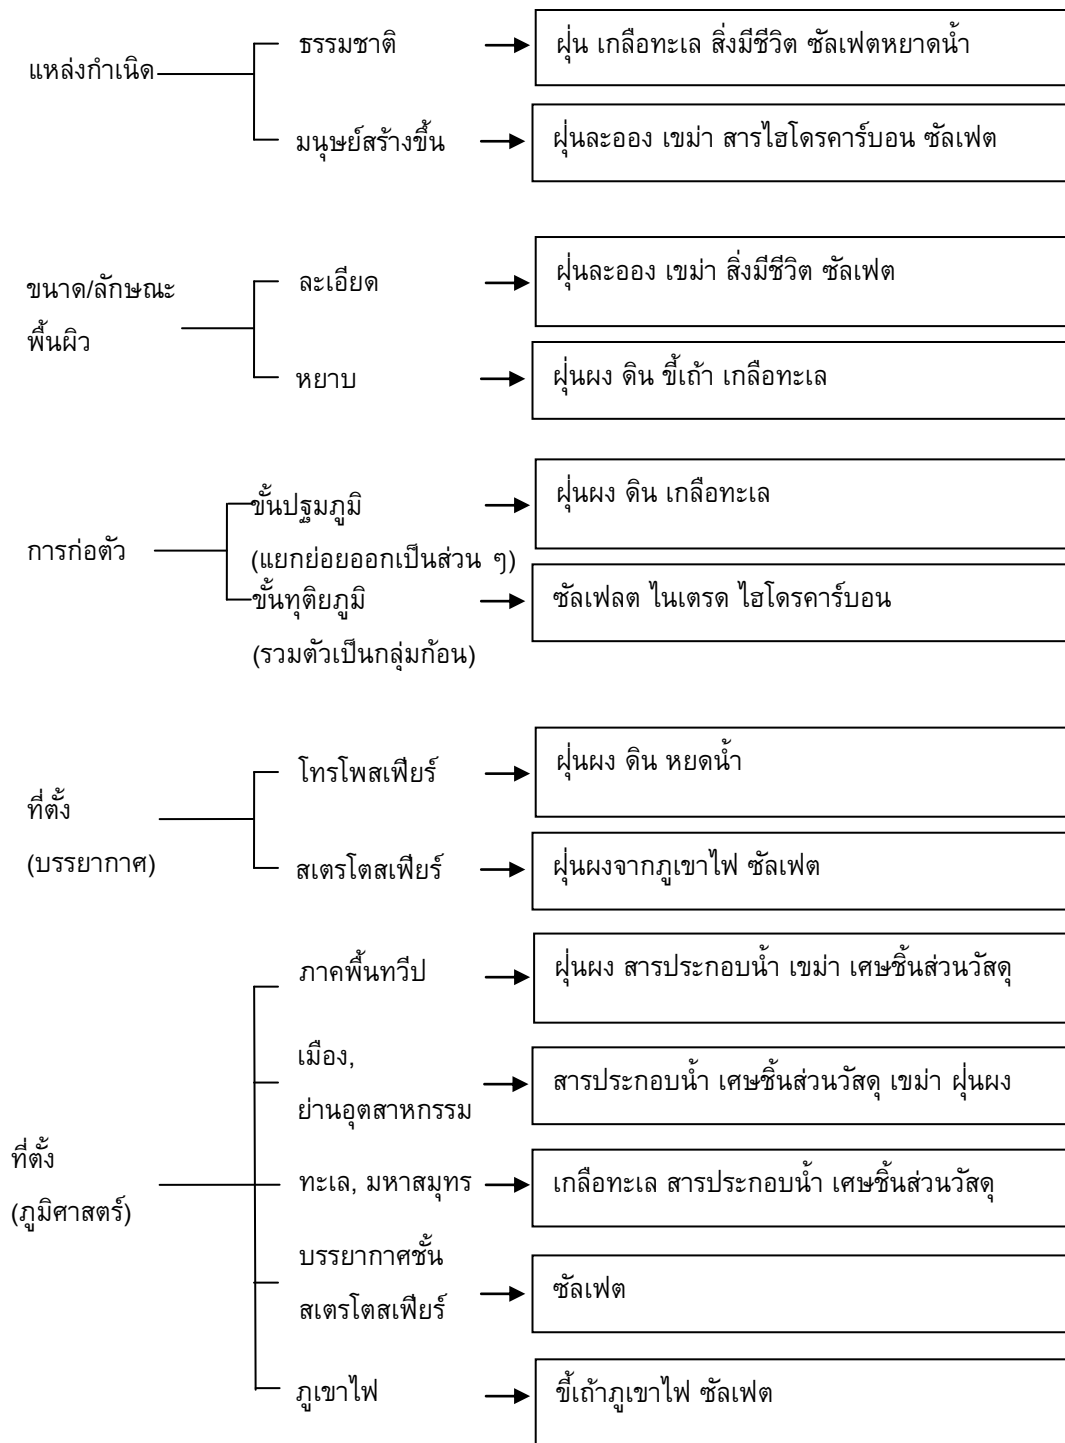 แหล่งกำเนิด
ธรรมชาติ
ฝุ่น เกลือทะเล สิ่งมีชีวิต ซัลเฟตหยาดน้ำ
มนุษย์สร้างขึ้น
ฝุ่นละออง เขม่า สารไฮโดรคาร์บอน ซัลเฟต
ขนาด/ลักษณะ
พื้นผิว
ละเอียด
ฝุ่นละออง เขม่า สิ่งมีชีวิต ซัลเฟต
หยาบ
ฝุ่นผง ดิน ขี้เถ้า เกลือทะเล
การก่อตัว
ขั้นปฐมภูมิ
(แยกย่อยออกเป็นส่วน ๆ)
ฝุ่นผง ดิน เกลือทะเล
ขั้นทุติยภูมิ
(รวมตัวเป็นกลุ่มก้อน)
ซัลเฟลต ไนเตรด ไฮโดรคาร์บอน
ที่ตั้ง
(บรรยากาศ)
โทรโพสเฟียร์
ฝุ่นผง ดิน หยดน้ำ
สเตรโตสเฟียร์
ฝุ่นผงจากภูเขาไฟ ซัลเฟต
ที่ตั้ง
(ภูมิศาสตร์)
ภาคพื้นทวีป
ฝุ่นผง สารประกอบน้ำ เขม่า เศษชิ้นส่วนวัสดุ
เมือง,
ย่านอุตสาหกรรม
สารประกอบน้ำ เศษชิ้นส่วนวัสดุ เขม่า ฝุ่นผง
ทะเล, มหาสมุทร
เกลือทะเล สารประกอบน้ำ เศษชิ้นส่วนวัสดุ
บรรยากาศชั้น
สเตรโตสเฟียร์
ซัลเฟต
ภูเขาไฟ
ขี้เถ้าภูเขาไฟ ซัลเฟต